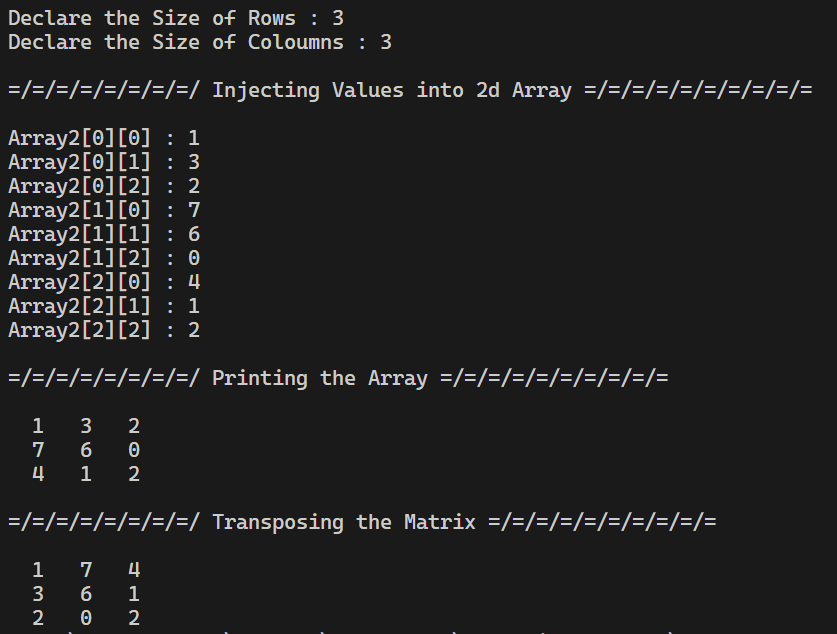 Declare the Size of Rows : 3
Declare the Size of Coloumns : 3
=/=/=/=/=/=/=/=/ Injecting Values into 2d Array =/=/=/=/=/=/=/=/=/=
Array2[0][0] : 1
Array2[0][1] : 3
Array2[0][2] : 2
Array2[1][0] : 7
Array2[1][1] : 6
Array2[1][2] : 0
Array2[2][0] : 4
Array2[2][1] : 1
Array2[2][2] : 2
=/=/=/=/=/=/=/=/ Printing the Array =/=/=/=/=/=/=/=/=/=
1 3 2
7 6 0
4 1 2
=/=/=/=/=/=/=/=/ Transposing the Matrix =/=/=/=/=/=/=/=/=/=
1 7 4
3 6 1
2 0 2